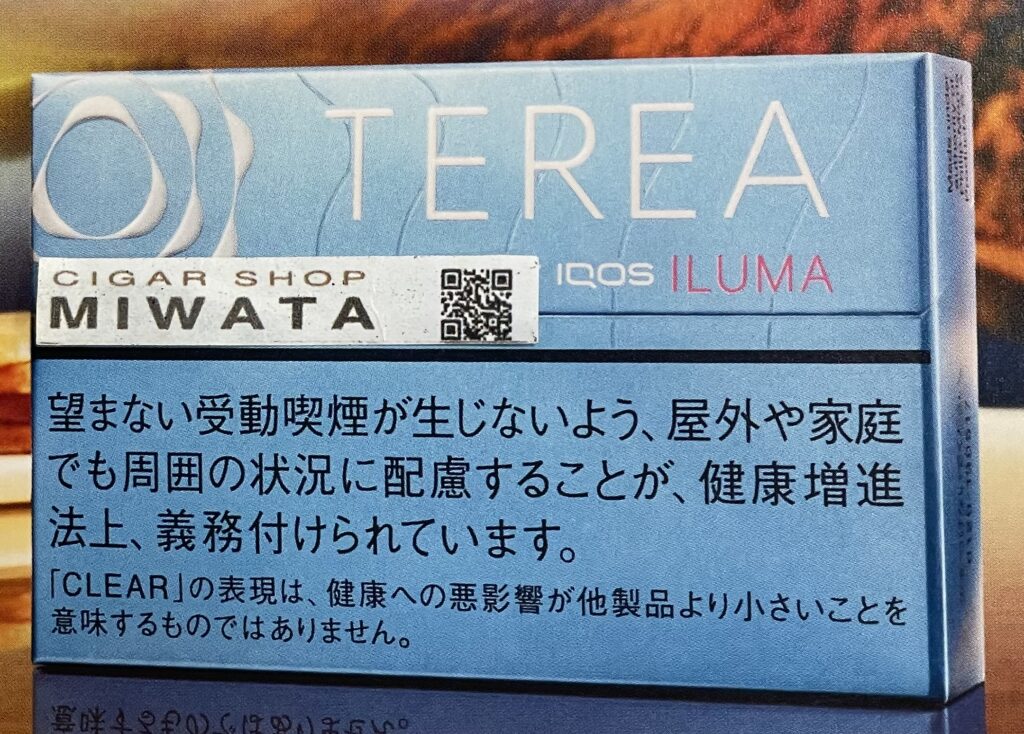 TEREA
IQOS ILUMA
CIGAR SHOP
MIWATA
望まない受動喫煙が生じないよう、屋外や家庭
でも周囲の状況に配慮することが、健康増進
法上、義務付けられています。
「CLEAR」の表現は、健康への悪影響が他製品より小さいことを
意味するものではありません。